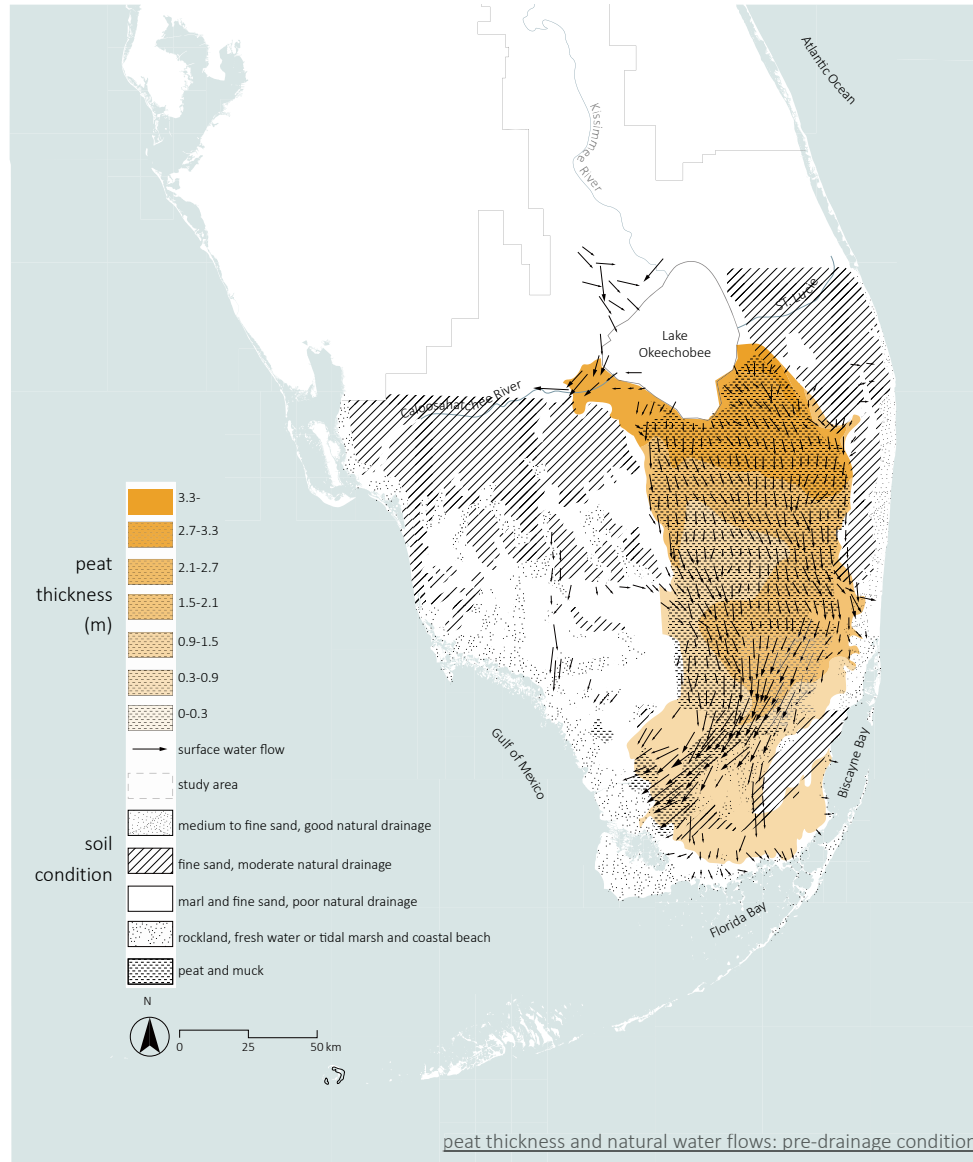 Atlantic Ocean
Kissimmee
River
ST. Lucie
Lake
Okeechobee
Caloosahatchee River
3.3-
2.7-3.3
peat
thickness
(m)
2.1-2.7
1.5-2.1
0.9-1.5
0.3-0.9
0-0.3
surface water flow
study area
Gulf of Mexico
Biscayne Bay
soil
condition
medium to fine sand, good natural drainage
fine sand, moderate natural drainage
marl and fine sand, poor natural drainage
rockland, fresh water or tidal marsh and coastal beach
peat and muck
Florida Bay
N
0 25 50 km
peat thickness and natural water flows: pre-drainage condition